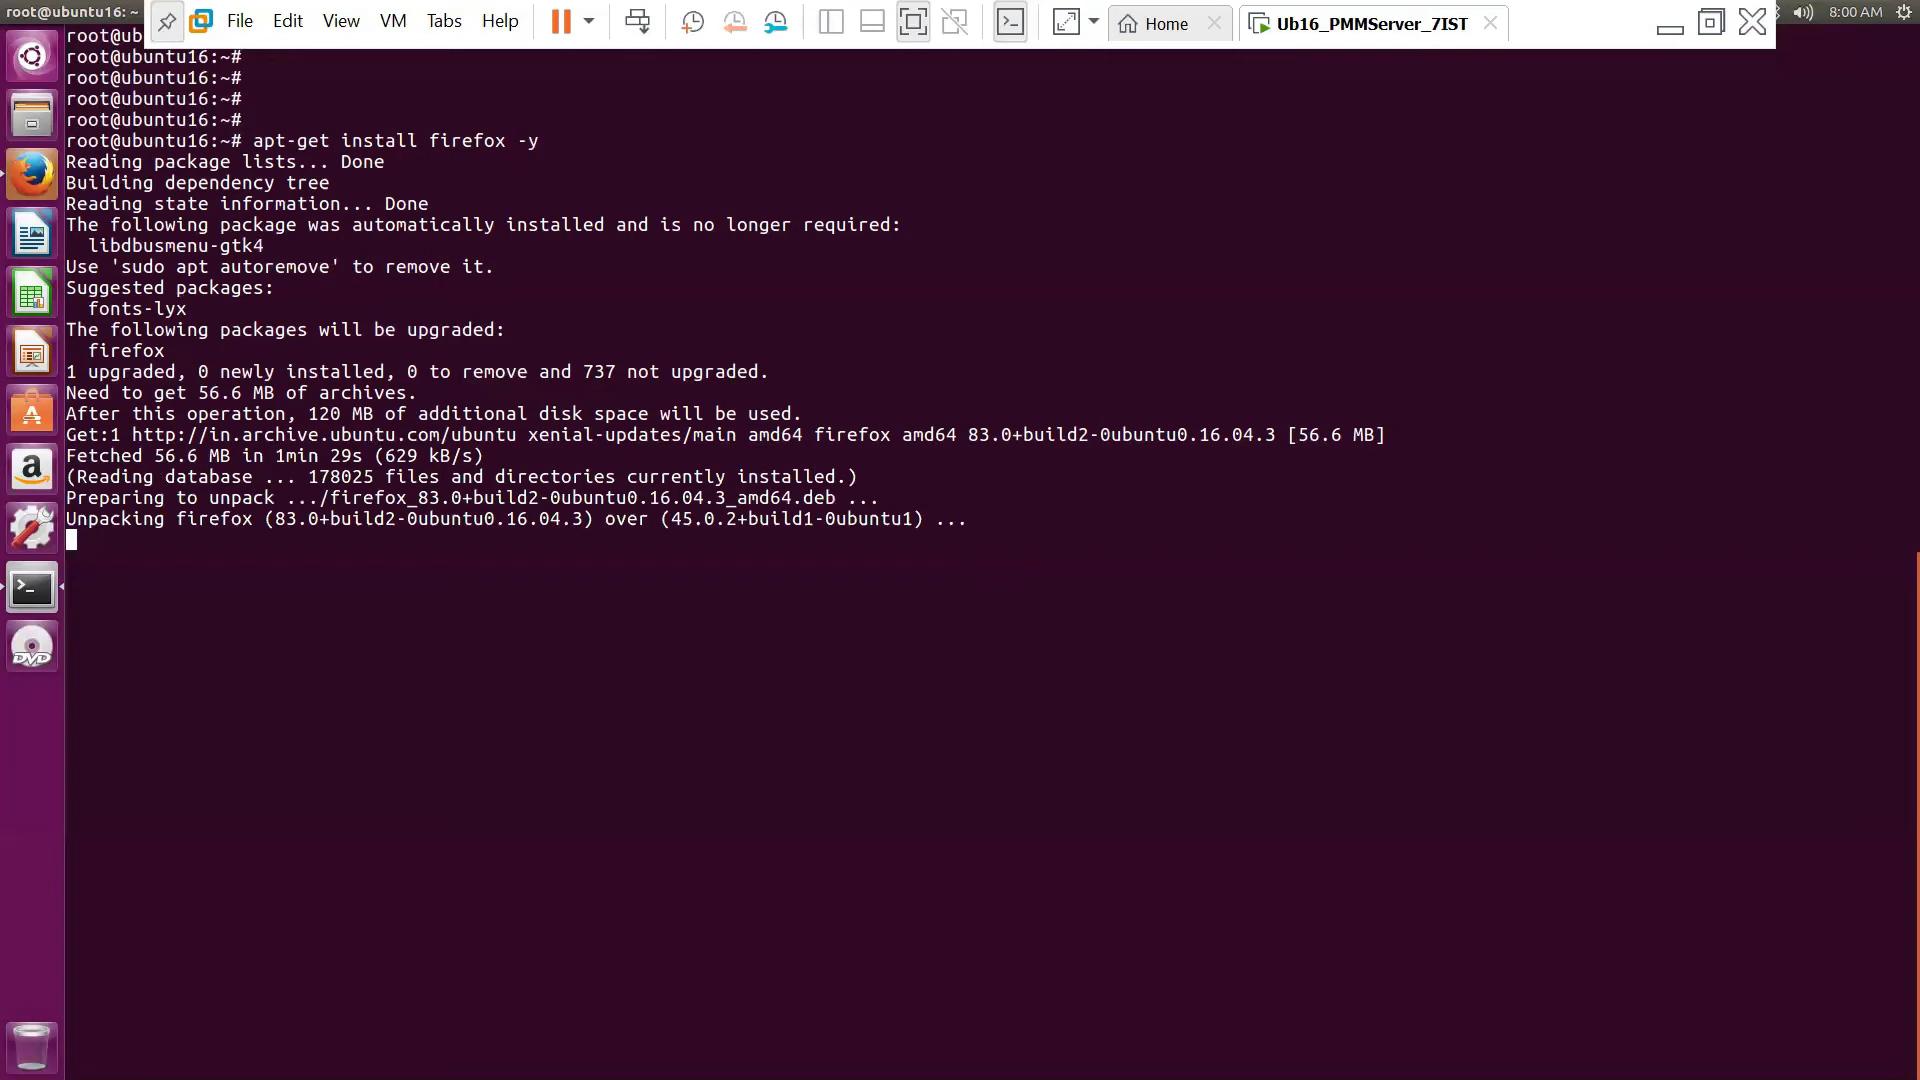 root@ubuntu16: ~
File Edit View VM Tabs Help
Home
Ub16_PMMServer_7IST
8:00 AM
root@ub
root@ubuntu16:~#
root@ubuntu16:~#
root@ubuntu16:~#
root@ubuntu16:~#
root@ubuntu16:~# apt-get install firefox -y
Reading package lists... Done
Building dependency tree
Reading state information... Done
The following package was automatically installed and is no longer required:
libdbusmenu-gtk4
Use 'sudo apt autoremove' to remove it.
Suggested packages:
fonts-lyx
The following packages will be upgraded:
firefox
1 upgraded, 0 newly installed, 0 to remove and 737 not upgraded.
Need to get 56.6 MB of archives.
After this operation, 120 MB of additional disk space will be used.
Get:1 http://in.archive.ubuntu.com/ubuntu xenial-updates/main amd64 firefox amd64 83.0+build2-0ubuntu0.16.04.3 [56.6 MB]
Fetched 56.6 MB in 1min 29s (629 kB/s)
(Reading database ... 178025 files and directories currently installed.)
Preparing to unpack .../firefox_83.0+build2-0ubuntu0.16.04.3_amd64.deb ...
Unpacking firefox (83.0+build2-0ubuntu0.16.04.3) over (45.0.2+build1-0ubuntu1) ...
DVD